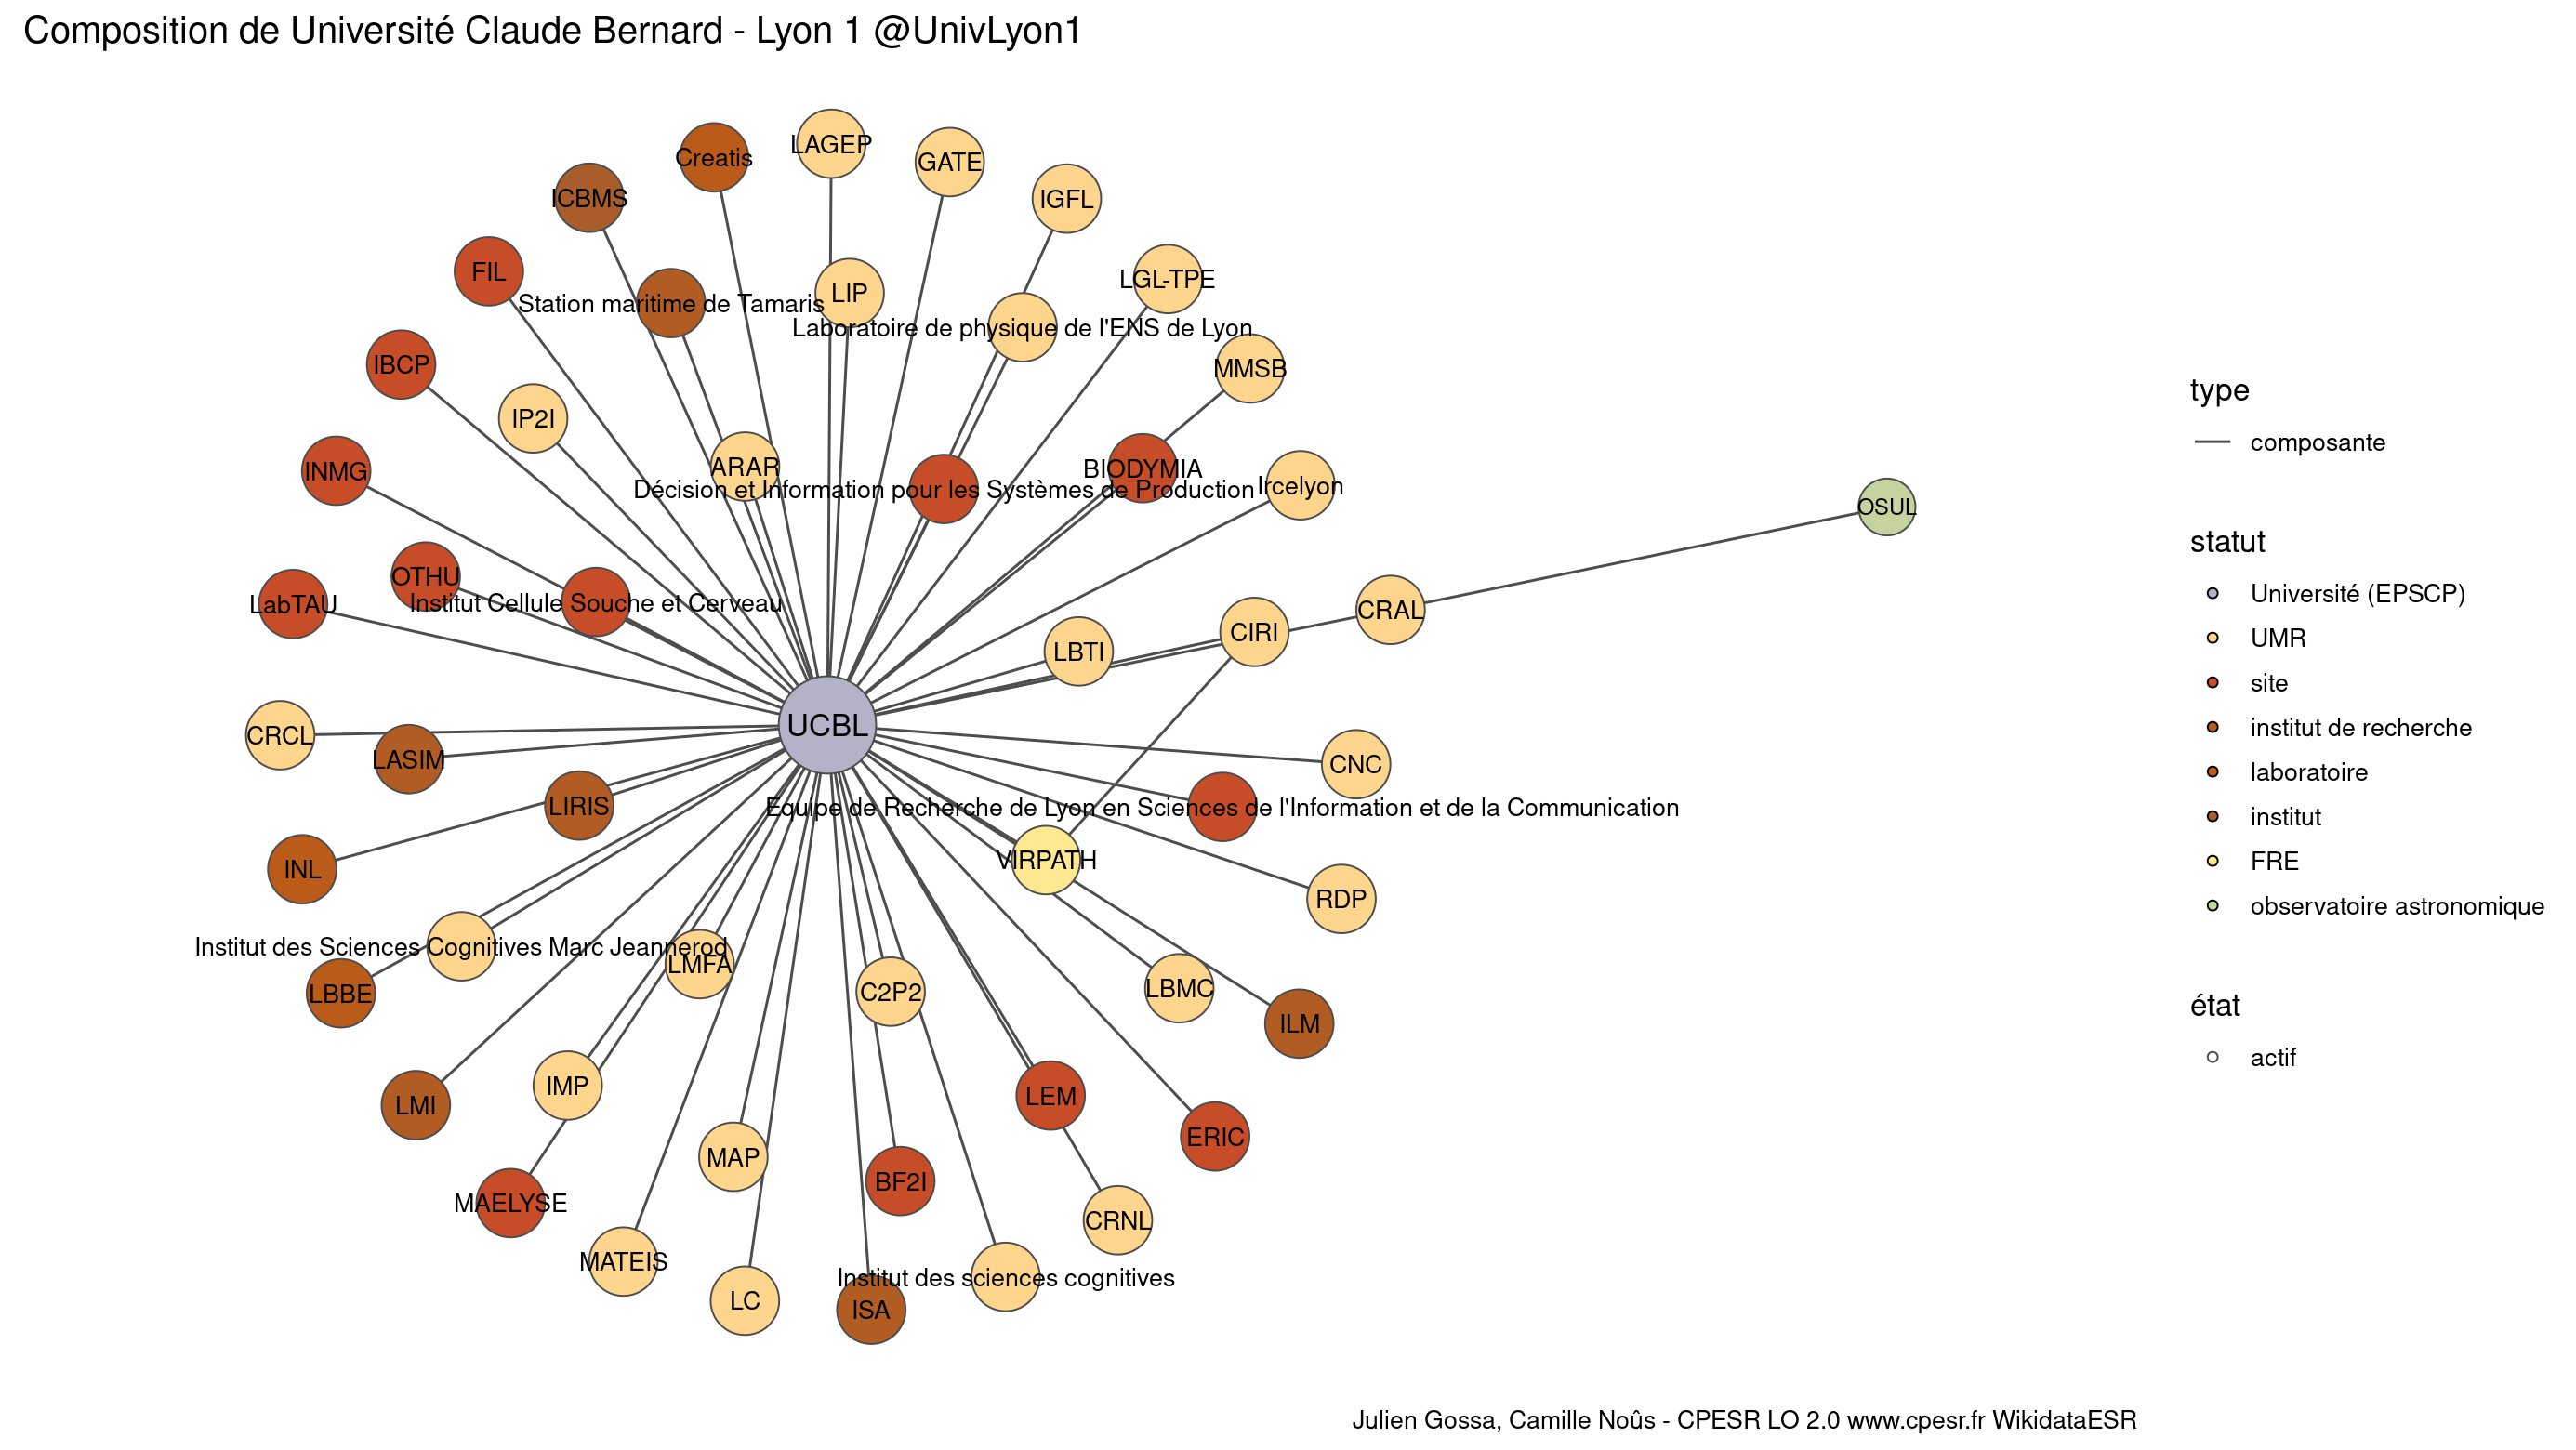 Composition de Université Claude Bernard - Lyon 1 @UnivLyon1
LAGEP
Creatis
GATE
ICBMS
IGFL
FIL
LGL-TPE
LIP
Station maritime de Tamaris
Laboratoire de physique de l'ENS de Lyon
IBCP
MMSB
IP2I
ARAR
BIODYMIA
INMG
Ircelyon
Décision et Information pour les Systèmes de Production
OSUL
OTHU
Institut Cellule Souche et Cerveau
LabTAU
CRAL
CIRI
LBTI
UCBL
CRCL
LASIM
CNC
LIRIS
Equipe de Recherche de Lyon en Sciences de l'Information et de la Communication
VIRPATH
INL
RDP
Institut des Sciences Cognitives Marc Jeannerod
LMFA
LBBE
C2P2
LBMC
ILM
IMP
LEM
LMI
ERIC
MAP
BF2I
MAELYSE
CRNL
MATEIS
Institut des sciences cognitives
LC
ISA
type
composante
statut
Université (EPSCP)
UMR
site
institut de recherche
laboratoire
institut
FRE
observatoire astronomique
état
actif
Julien Gossa, Camille Noûs - CPESR LO 2.0 www.cpesr.fr WikidataESR